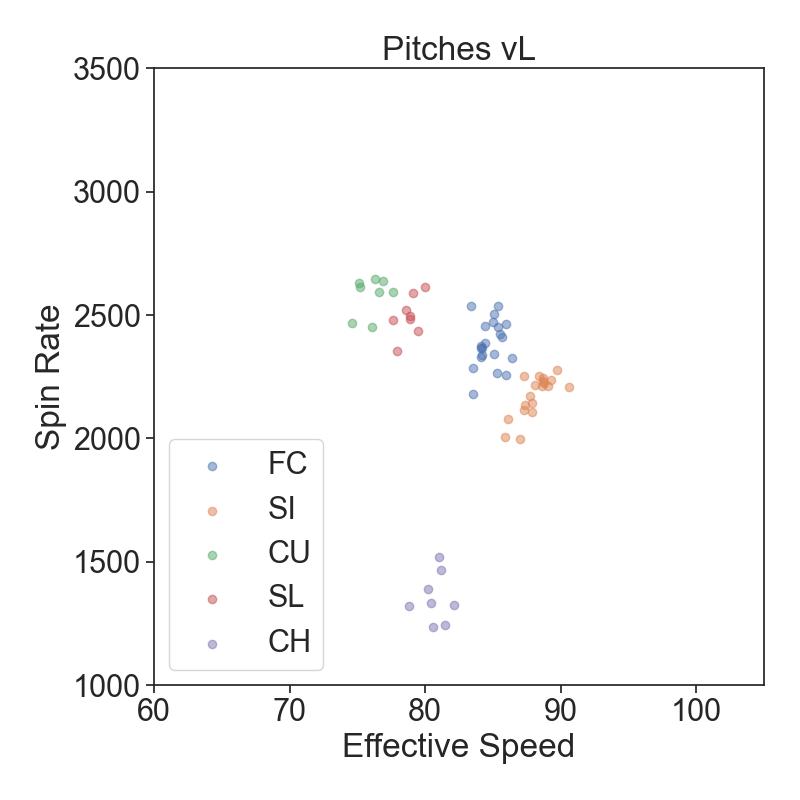 Pitches vL
3500
3000
2500
2000
1500
1000
Spin Rate
FC
SI
CU
SL
CH
60 70 80 90 100
Effective Speed